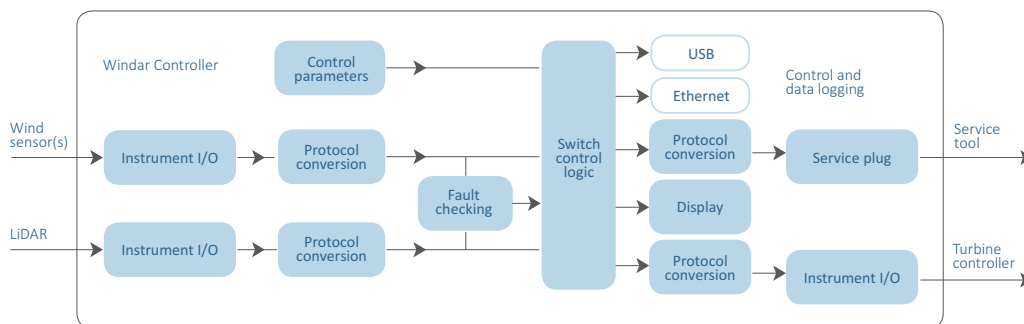 Windar Controller
Control
parameters
USB
Ethernet
Control and
data logging
Wind
sensor(s)
Instrument I/O
Protocol
conversion
Switch
control
logic
Protocol
conversion
Service plug
Service
tool
Fault
checking
Display
LiDAR
Instrument I/O
Protocol
conversion
Protocol
conversion
Instrument I/O
Turbine
controller